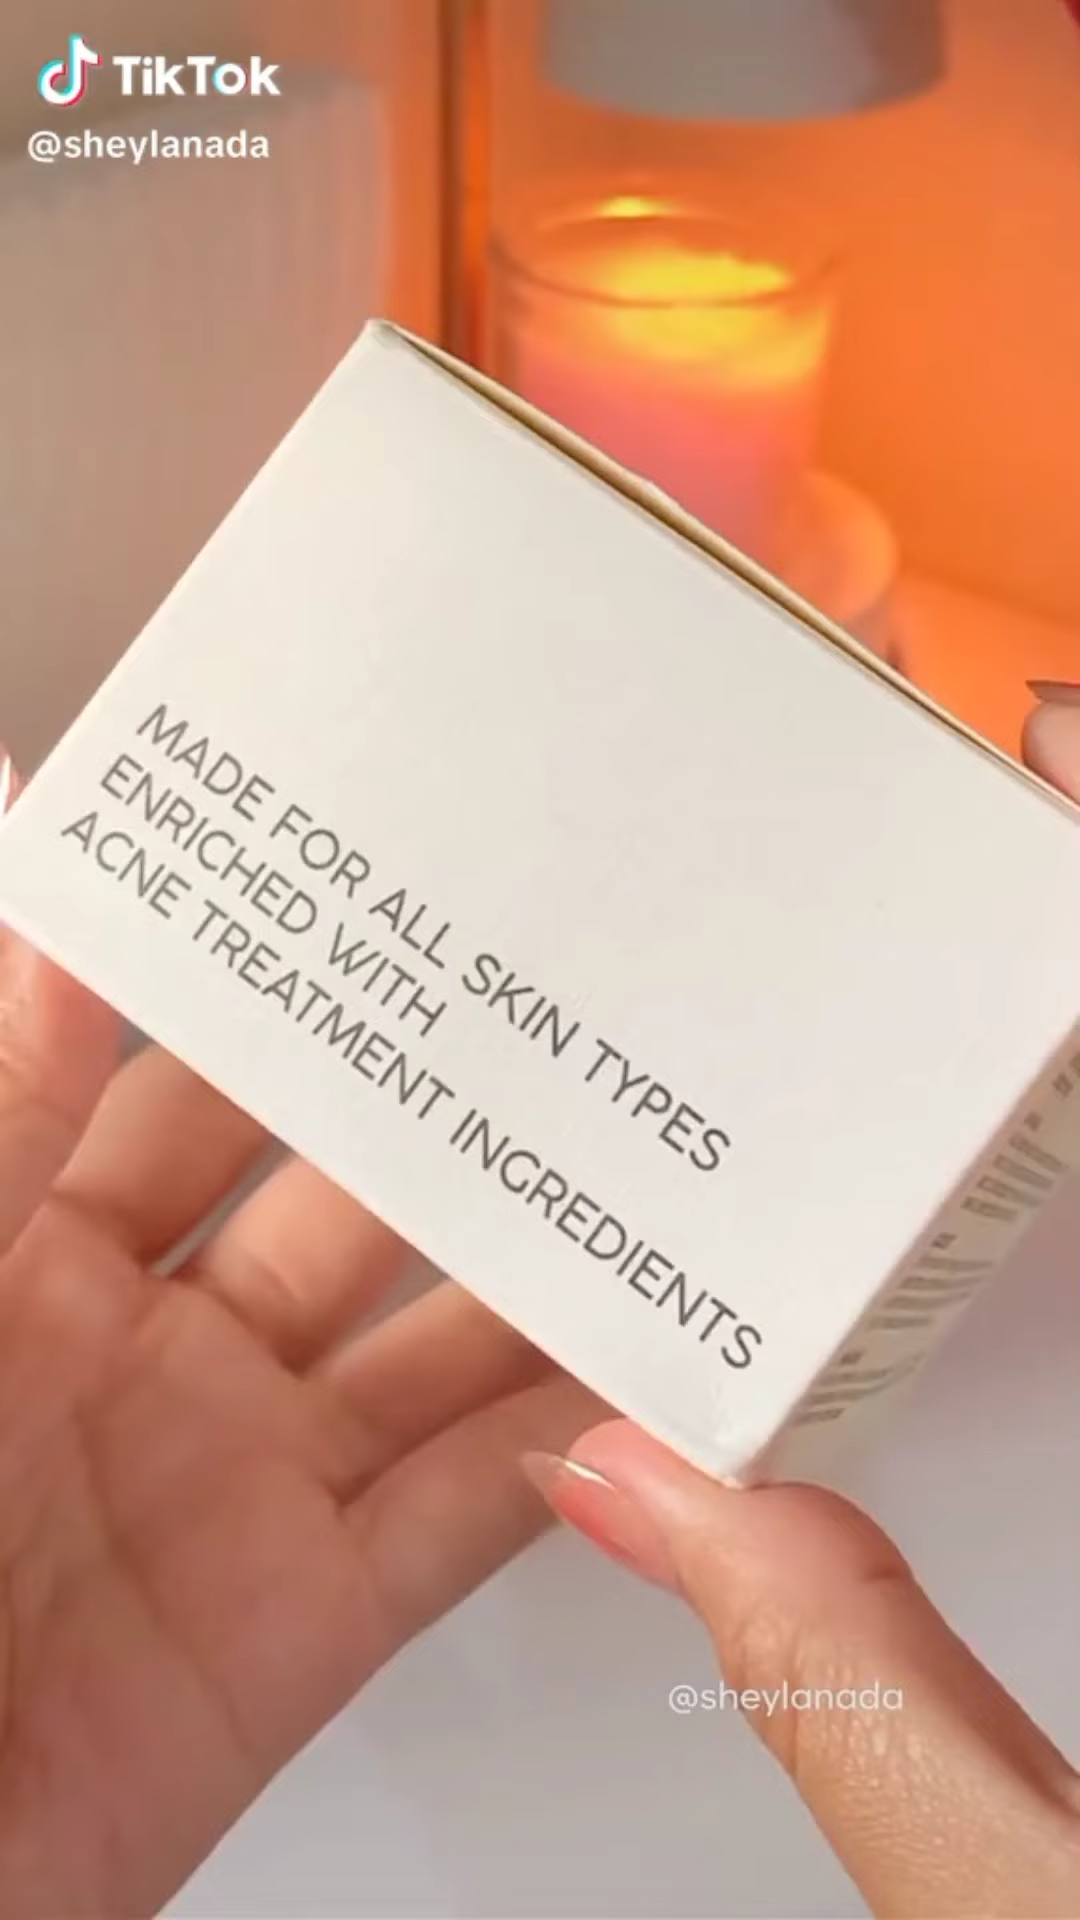 TikTok
@sheylanada
MADE FOR ALL SKIN TYPES
ENRICHED WITH
ACNE TREATMENT INGREDIENTS
@sheylanada